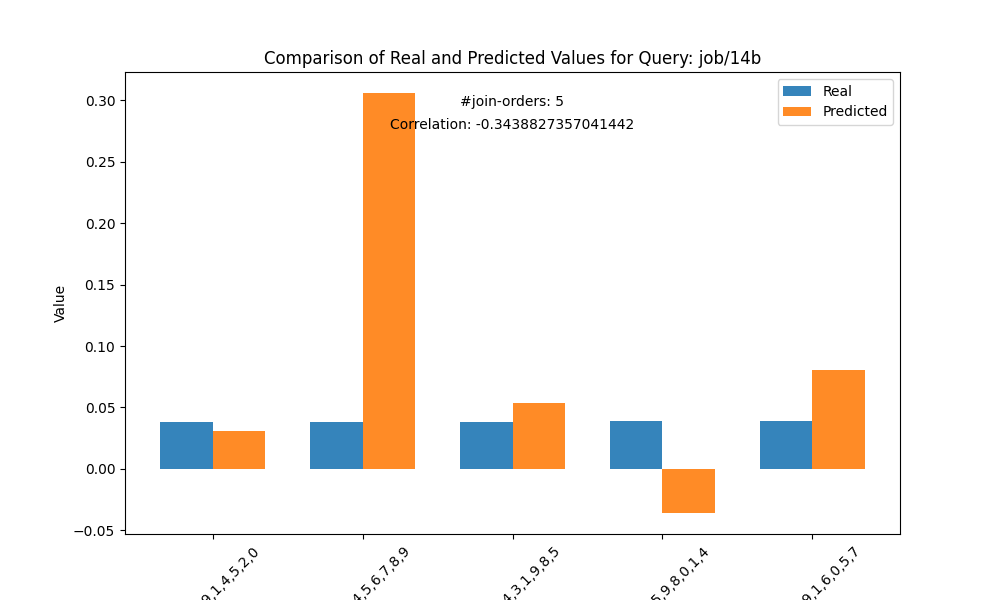 Comparison of Real and Predicted Values for Query: job/14b
#join-orders: 5
Correlation: -0.3438827357041442
Real
Predicted
Value
0.30
0.25
0.20
0.15
0.10
0.05
0.00
−0.05
9,1,4,5,2,0
4,5,6,7,8,9
4,3,1,9,8,5
5,9,8,0,1,4
9,1,6,0,5,7